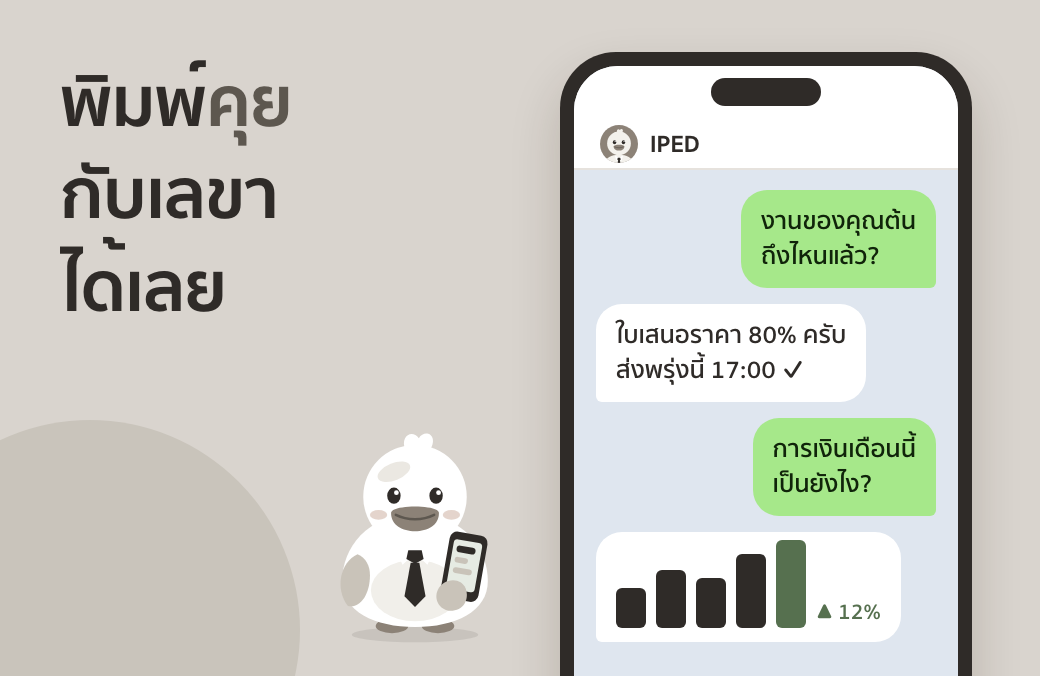 พิมพ์คุย
กับเลขา
ได้เลย
IPED
งานของคุณต้น
ถึงไหนแล้ว?
ใบเสนอราคา 80% ครับ
ส่งพรุ่งนี้ 17:00 ✓
การเงินเดือนนี้
เป็นยังไง?
▲ 12%